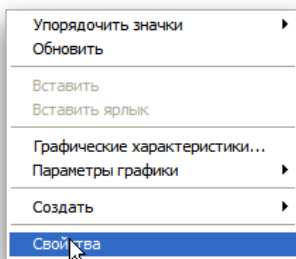 Упорядочить значки
Обновить
Вставить
Вставить ярлык
Графические характеристики...
Параметры графики
Создать
Свойства